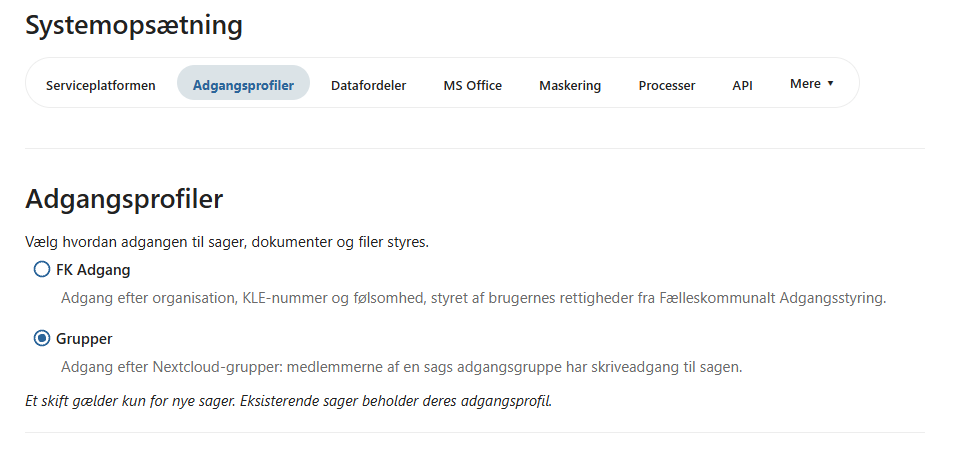 Systemopsætning
Serviceplatformen Adgangsprofiler Datafordeler MS Office Maskering Processer API Mere ▼
Adgangsprofiler
Vælg hvordan adgangen til sager, dokumenter og filer styres.
FK Adgang
Adgang efter organisation, KLE-nummer og følsomhed, styret af brugernes rettigheder fra Fælleskommunalt Adgangsstyring.
Grupper
Adgang efter Nextcloud-grupper: medlemmerne af en sags adgangsgruppe har skriveadgang til sagen.
Et skift gælder kun for nye sager. Eksisterende sager beholder deres adgangsprofil.